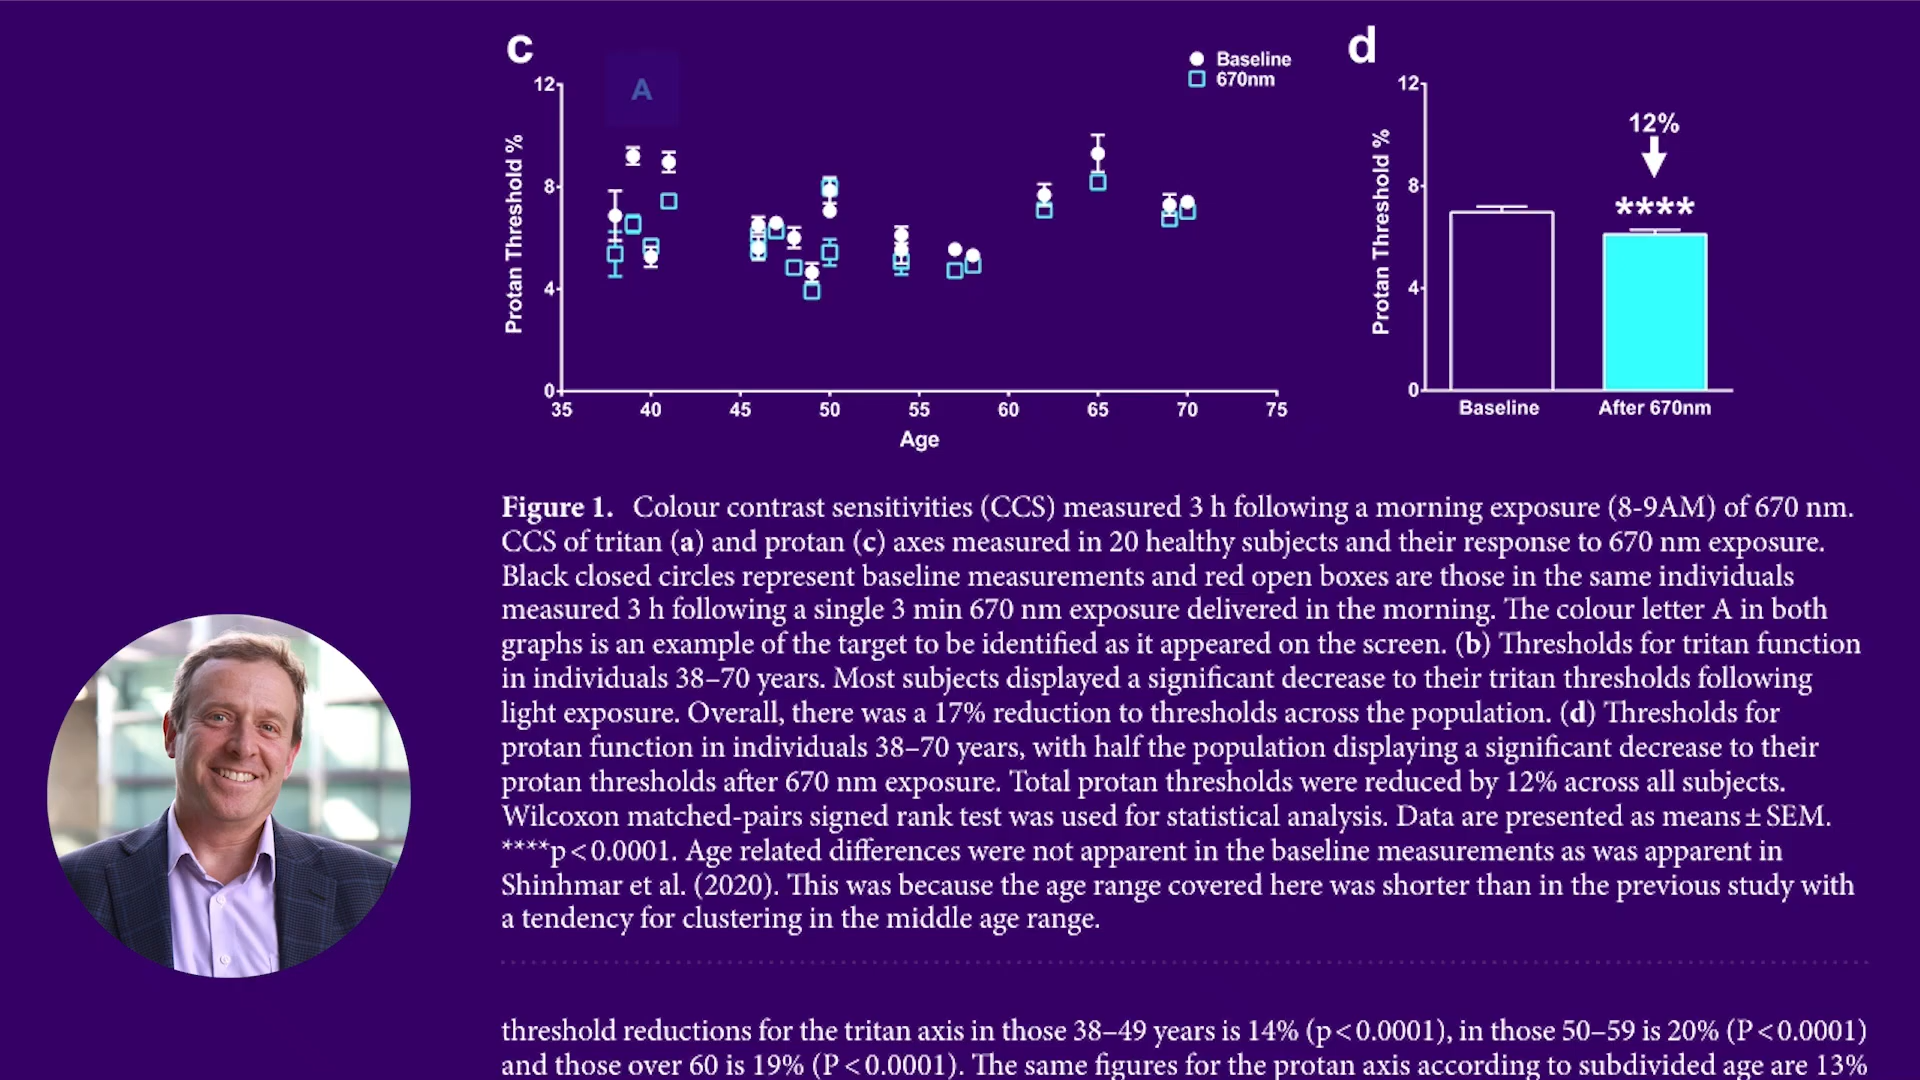 c
d
Baseline
670nm
A
12
8
4
0
Protan Threshold %
35 40 45 50 55 60 65 70 75
Age
12
8
4
0
Protan Threshold %
12%
****
Baseline After 670nm
Figure 1. Colour contrast sensitivities (CCS) measured 3 h following a morning exposure (8-9AM) of 670 nm.
CCS of tritan (a) and protan (c) axes measured in 20 healthy subjects and their response to 670 nm exposure.
Black closed circles represent baseline measurements and red open boxes are those in the same individuals
measured 3 h following a single 3 min 670 nm exposure delivered in the morning. The colour letter A in both
graphs is an example of the target to be identified as it appeared on the screen. (b) Thresholds for tritan function
in individuals 38–70 years. Most subjects displayed a significant decrease to their tritan thresholds following
light exposure. Overall, there was a 17% reduction to thresholds across the population. (d) Thresholds for
protan function in individuals 38–70 years, with half the population displaying a significant decrease to their
protan thresholds after 670 nm exposure. Total protan thresholds were reduced by 12% across all subjects.
Wilcoxon matched-pairs signed rank test was used for statistical analysis. Data are presented as means ± SEM.
****p < 0.0001. Age related differences were not apparent in the baseline measurements as was apparent in
Shinhmar et al. (2020). This was because the age range covered here was shorter than in the previous study with
a tendency for clustering in the middle age range.
threshold reductions for the tritan axis in those 38–49 years is 14% (p < 0.0001), in those 50–59 is 20% (P < 0.0001)
and those over 60 is 19% (P < 0.0001). The same figures for the protan axis according to subdivided age are 13%